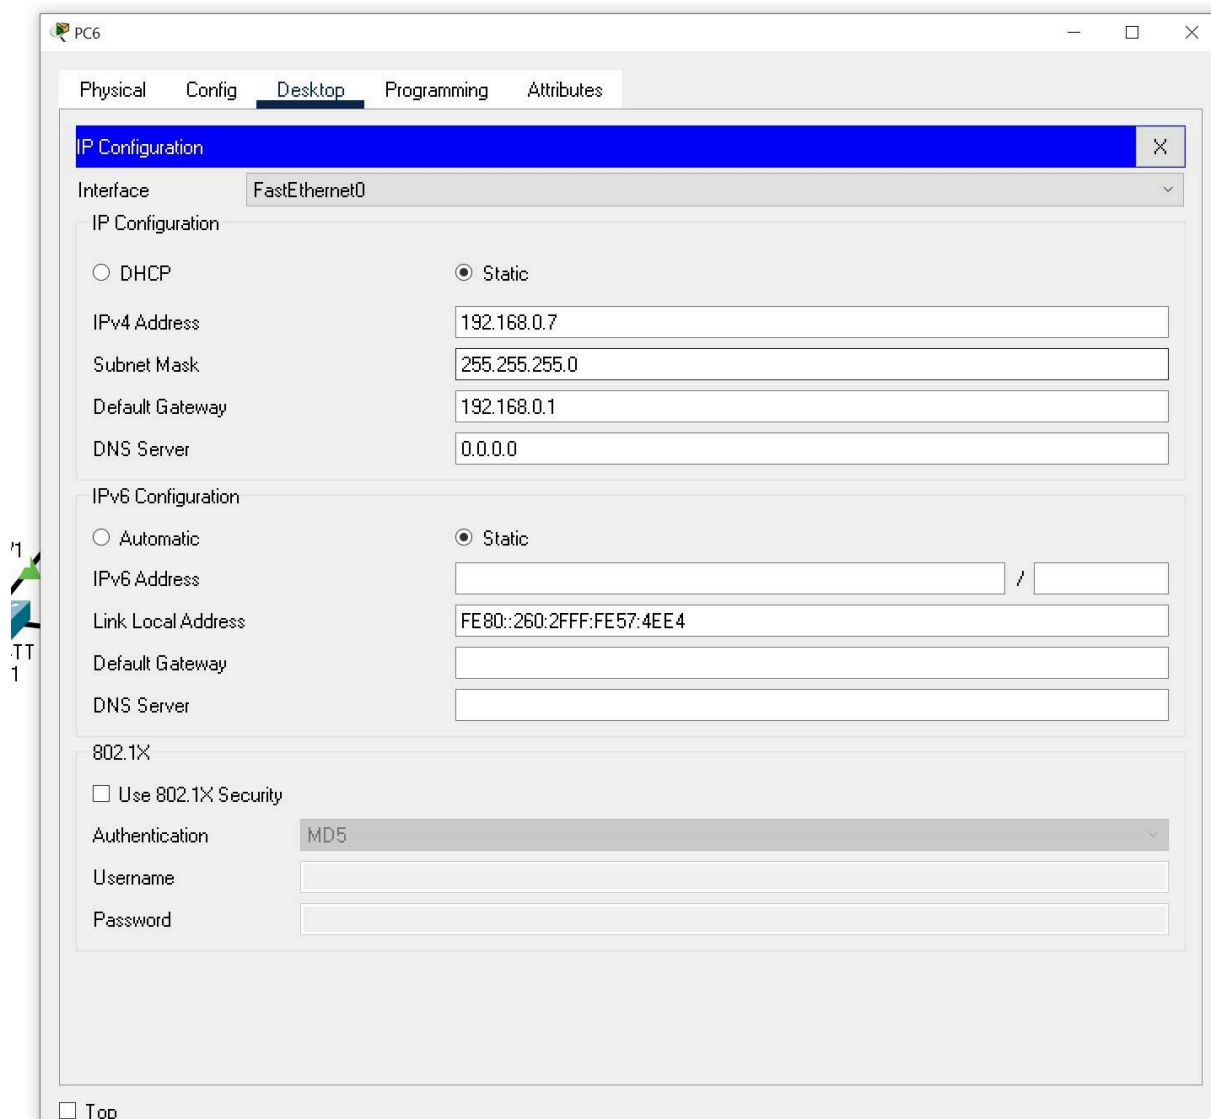 PC6
Physical Config Desktop Programming Attributes
IP Configuration X
Interface FastEthernet0
IP Configuration
DHCP Static
IPv4 Address 192.168.0.7
Subnet Mask 255.255.255.0
Default Gateway 192.168.0.1
DNS Server 0.0.0.0
IPv6 Configuration
Automatic Static
IPv6 Address /
Link Local Address FE80::260:2FFF:FE57:4EE4
Default Gateway
DNS Server
802.1X
Use 802.1X Security
Authentication MD5
Username
Password
Top